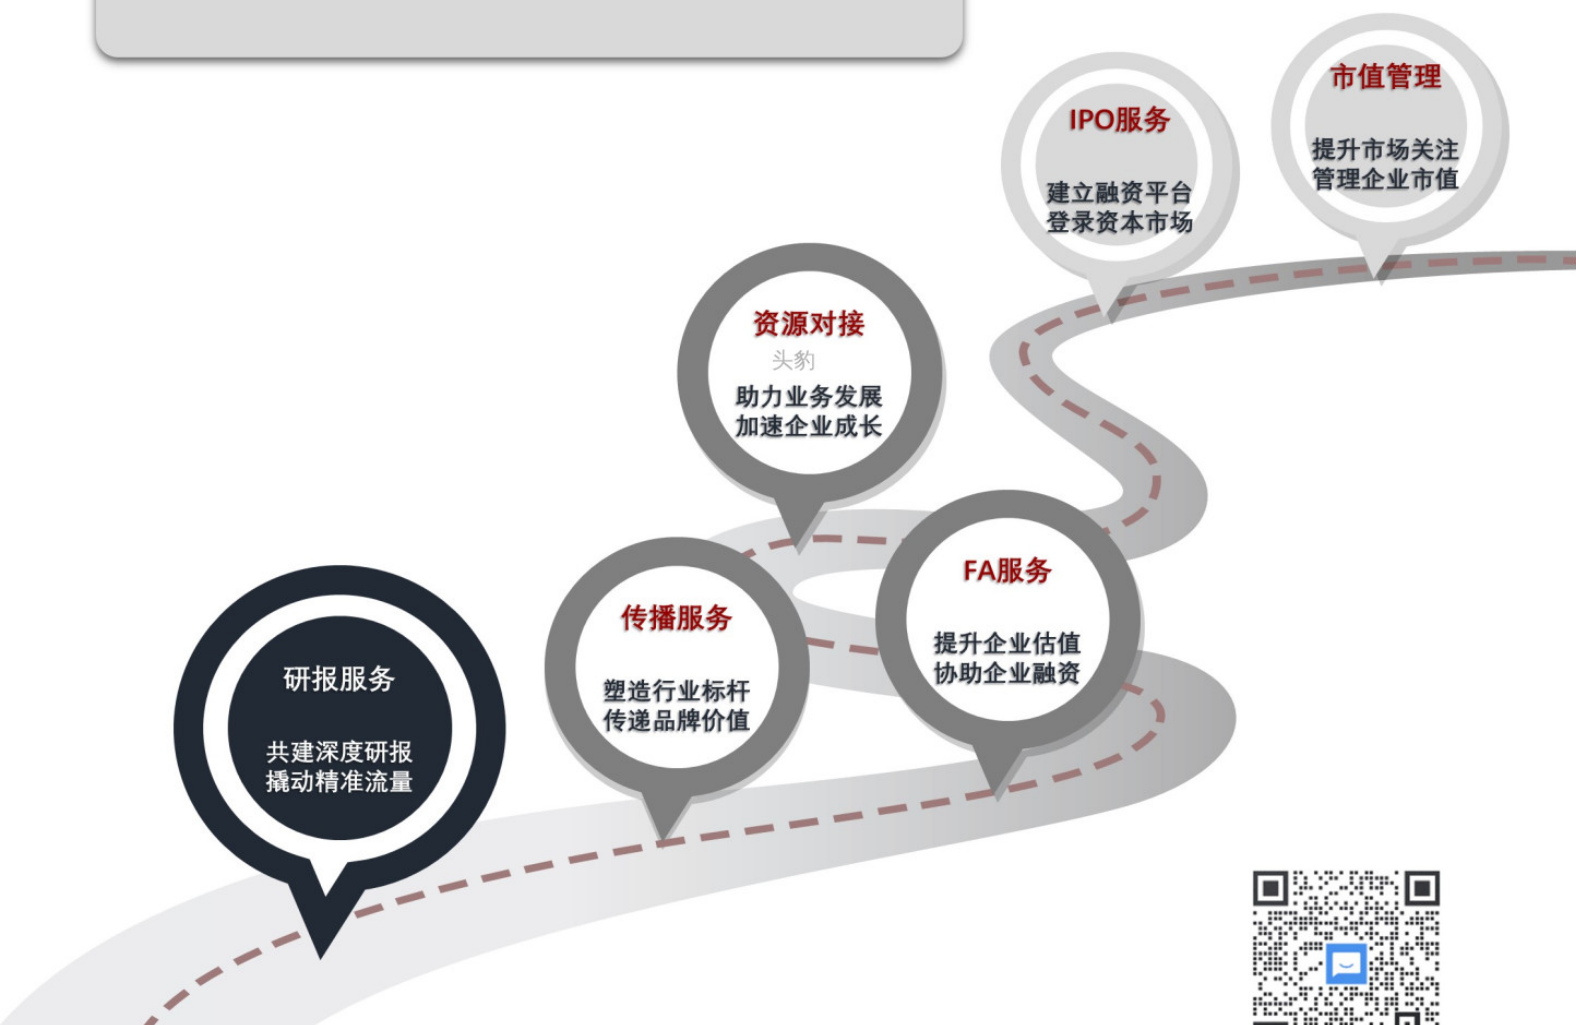 市值管理
提升市场关注
管理企业市值
IPO服务
建立融资平台
登录资本市场
资源对接
头豹
助力业务发展
加速企业成长
FA服务
提升企业估值
协助企业融资
传播服务
塑造行业标杆
传递品牌价值
研报服务
共建深度研报
撬动精准流量